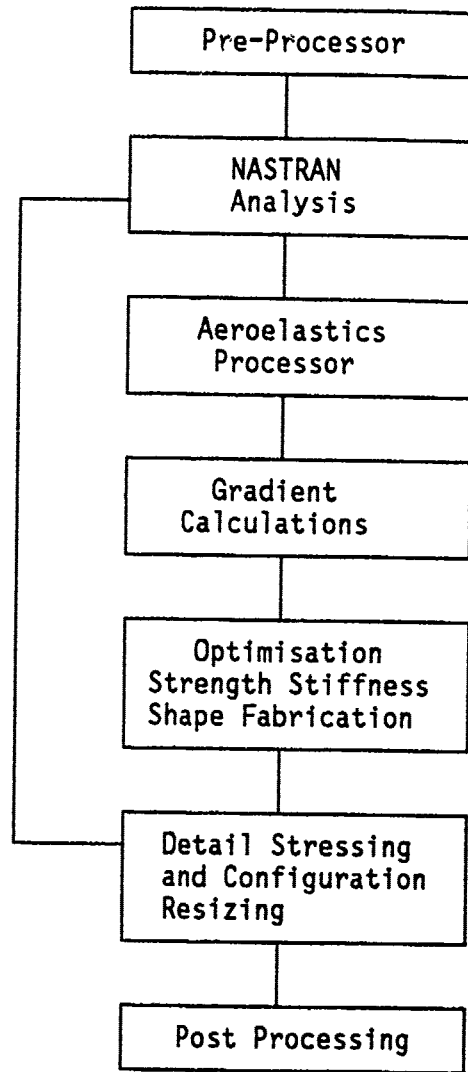 Pre-Processor
NASTRAN
Analysis
Aeroelastics
Processor
Gradient
Calculations
Optimisation
Strength Stiffness
Shape Fabrication
Detail Stressing
and Configuration
Resizing
Post Processing